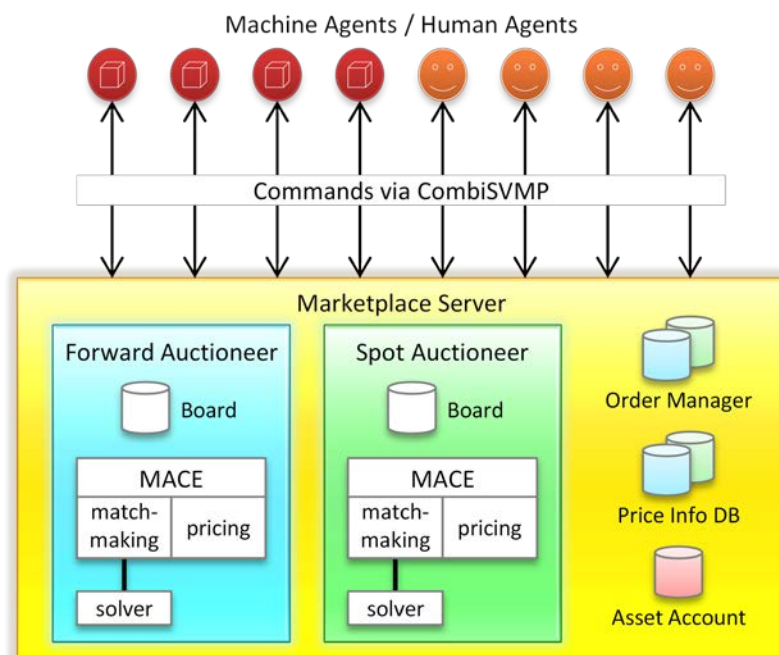 Machine Agents / Human Agents
Commands via CombiSVMP
Marketplace Server
Forward Auctioneer
Board
MACE
match-
making
pricing
solver
Spot Auctioneer
Board
MACE
match-
making
pricing
solver
Order Manager
Price Info DB
Asset Account